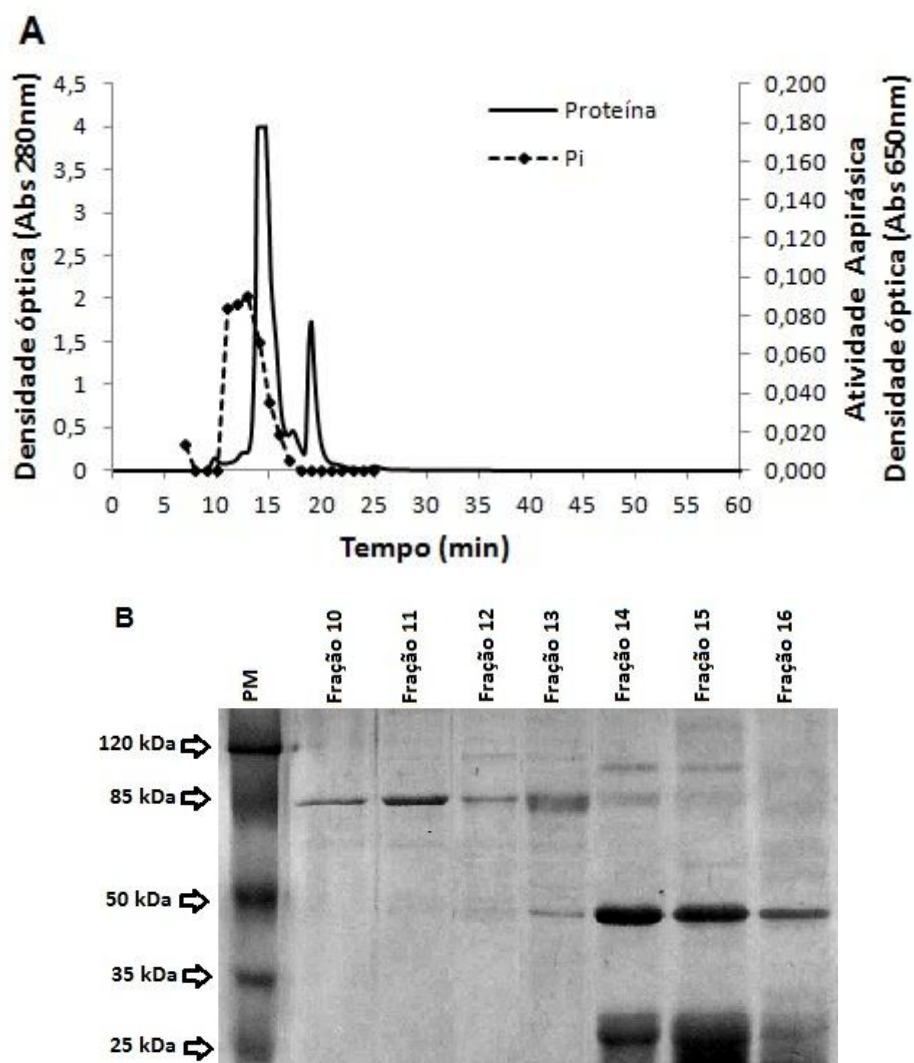 A
Densidade óptica (Abs 280nm)
4,5
4
3,5
3
2,5
2
1,5
1
0,5
0
Proteína
Pi
0,200
0,180
0,160
0,140
0,120
0,100
0,080
0,060
0,040
0,020
0,000
Atividade Aapirásica
Densidade óptica (Abs 650nm)
0 5 10 15 20 25 30 35 40 45 50 55 60
Tempo (min)
B
PM
Fração 10
Fração 11
Fração 12
Fração 13
Fração 14
Fração 15
Fração 16
120 kDa
85 kDa
50 kDa
35 kDa
25 kDa